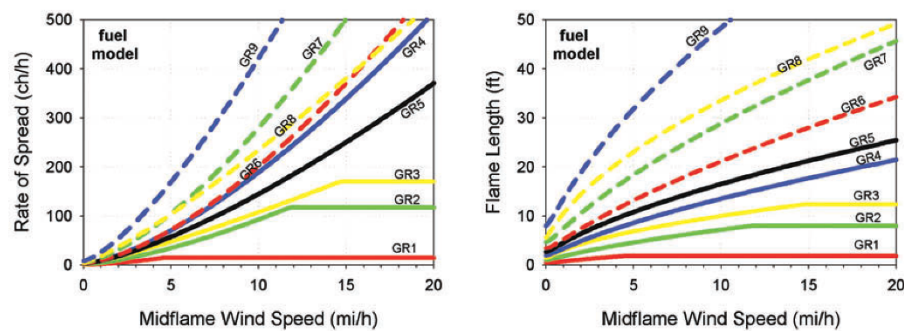 500
400
300
200
100
0
Rate of Spread (ch/h)
fuel
model
GR9
GR7
GR4
GR5
GR8
GR6
GR3
GR2
GR1
0
5
10
15
20
Midflame Wind Speed (mi/h)
50
40
30
20
10
0
Flame Length (ft)
fuel
model
GR9
GR8
GR7
GR6
GR5
GR4
GR3
GR2
GR1
0
5
10
15
20
Midflame Wind Speed (mi/h)